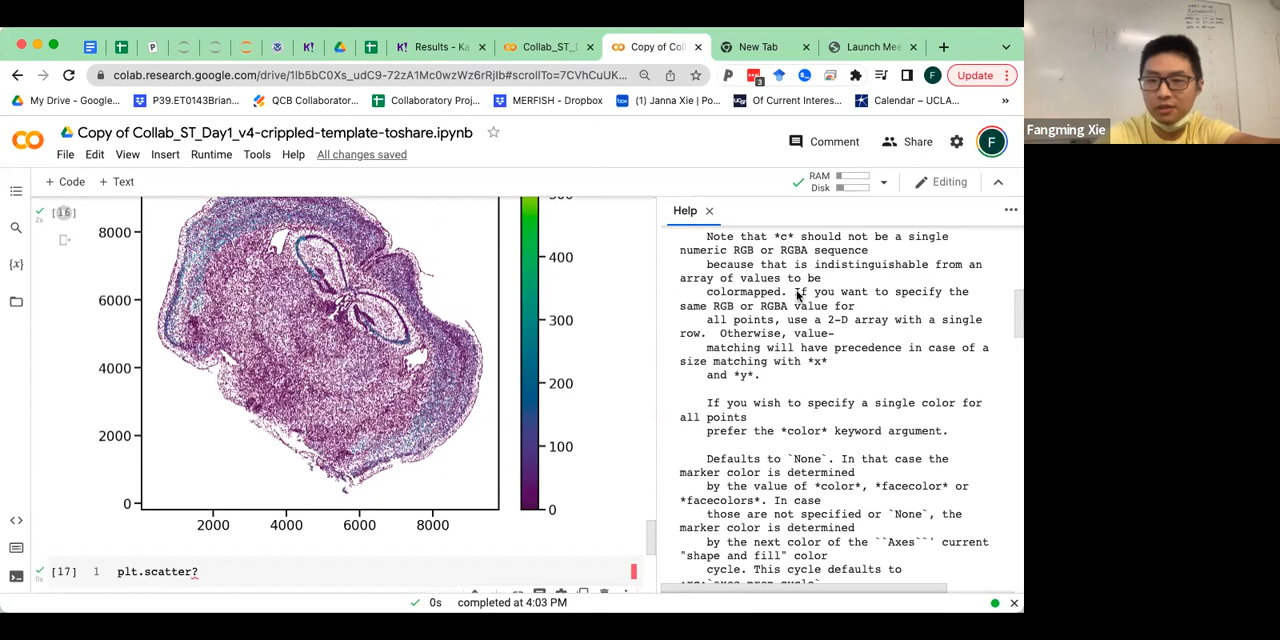 Results - Ka
Collab_ST_D
Copy of Coll
New Tab
Launch Mee
colab.research.google.com/drive/1lb5bC0Xs_udC9-72zA1Mc0wzWz6rRjIb#scrollTo=7CVhCuUK...
Update
My Drive - Google...
P39.ET0143Brian...
QCB Collaborator...
Collaboratory Proj...
MERFISH - Dropbox
(1) Janna Xie | Po...
Of Current Interes...
Calendar – UCLA...
»
Copy of Collab_ST_Day1_v4-crippled-template-toshare.ipynb
File Edit View Insert Runtime Tools Help All changes saved
Comment
Share
F
+ Code + Text
RAM
Disk
Editing
[16]
2s
8000
6000
4000
2000
0
2000 4000 6000 8000
300
200
100
0
Help
Note that *c* should not be a single
numeric RGB or RGBA sequence
because that is indistinguishable from an
array of values to be
colormapped. If you want to specify the
same RGB or RGBA value for
all points, use a 2-D array with a single
row.  Otherwise, value-
matching will have precedence in case of a
size matching with *x*
and *y*.
If you wish to specify a single color for
all points
prefer the *color* keyword argument.
Defaults to `None`. In that case the
marker color is determined
by the value of *color*, *facecolor* or
*facecolors*. In case
those are not specified or `None`, the
marker color is determined
by the next color of the ``Axes``' current
"shape and fill" color
cycle. This cycle defaults to
[17] 1 plt.scatter?
0s
0s completed at 4:03 PM
Fangming Xie